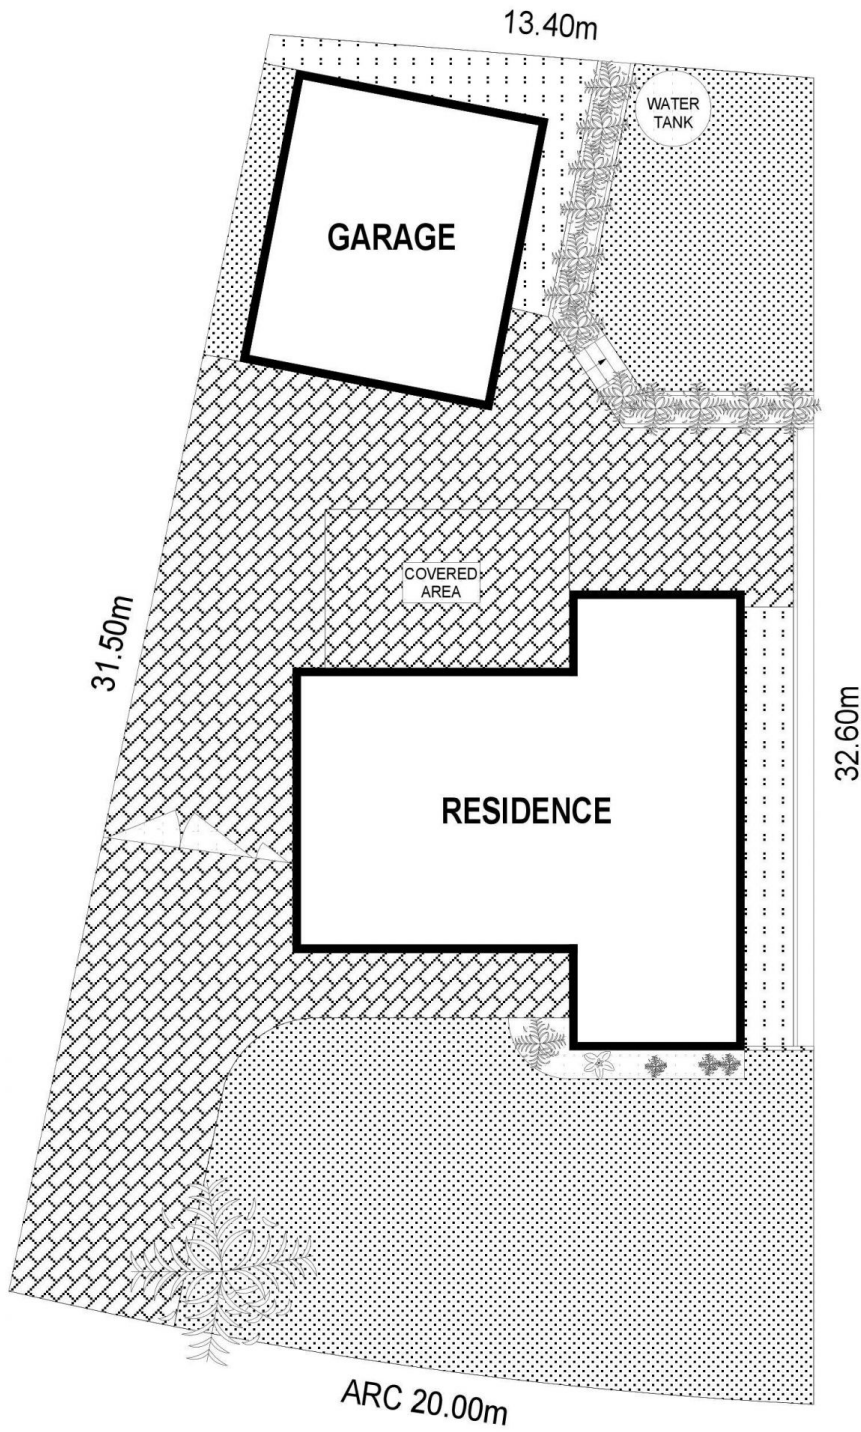 13.40m
WATER
TANK
GARAGE
COVERED
AREA
31.50m
32.60m
RESIDENCE
ARC 20.00m